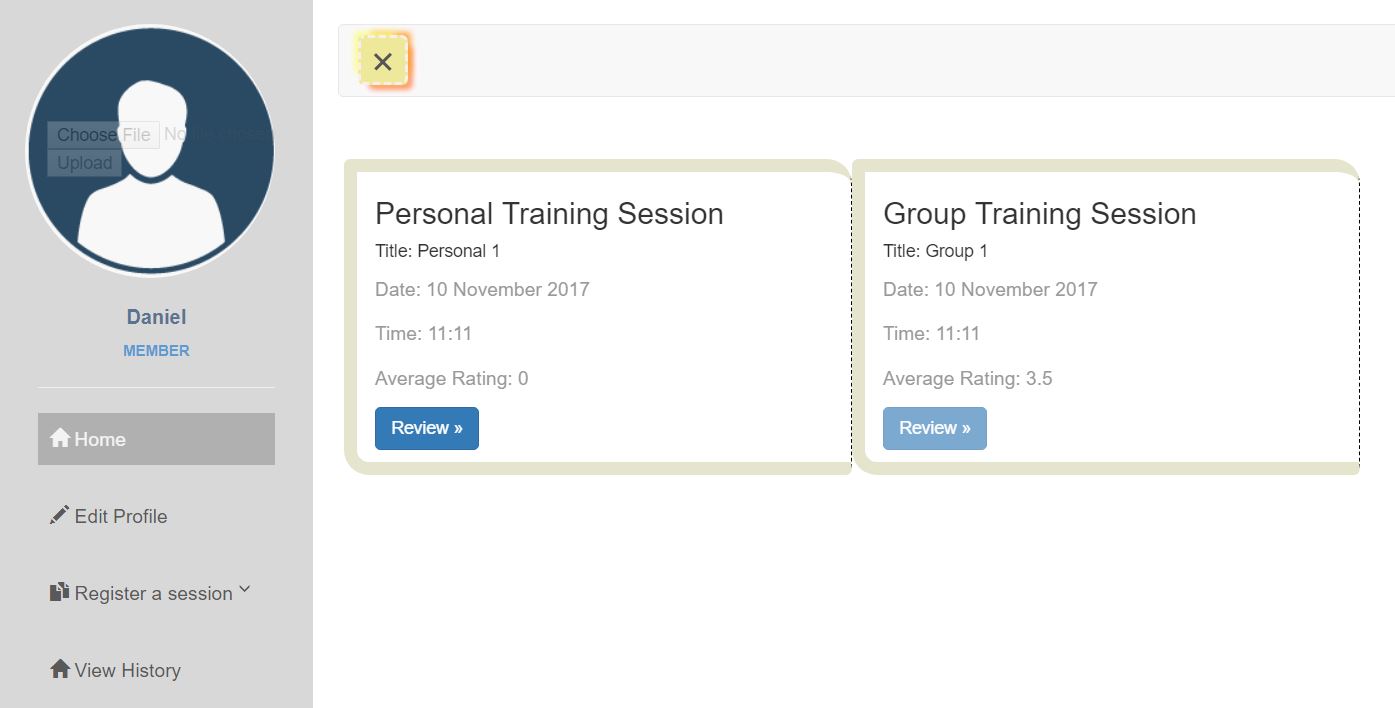 Choose File No file chose
Upload
Daniel
MEMBER
Home
Edit Profile
Register a session
View History
Personal Training Session
Title: Personal 1
Date: 10 November 2017
Time: 11:11
Average Rating: 0
Review »
Group Training Session
Title: Group 1
Date: 10 November 2017
Time: 11:11
Average Rating: 3.5
Review »